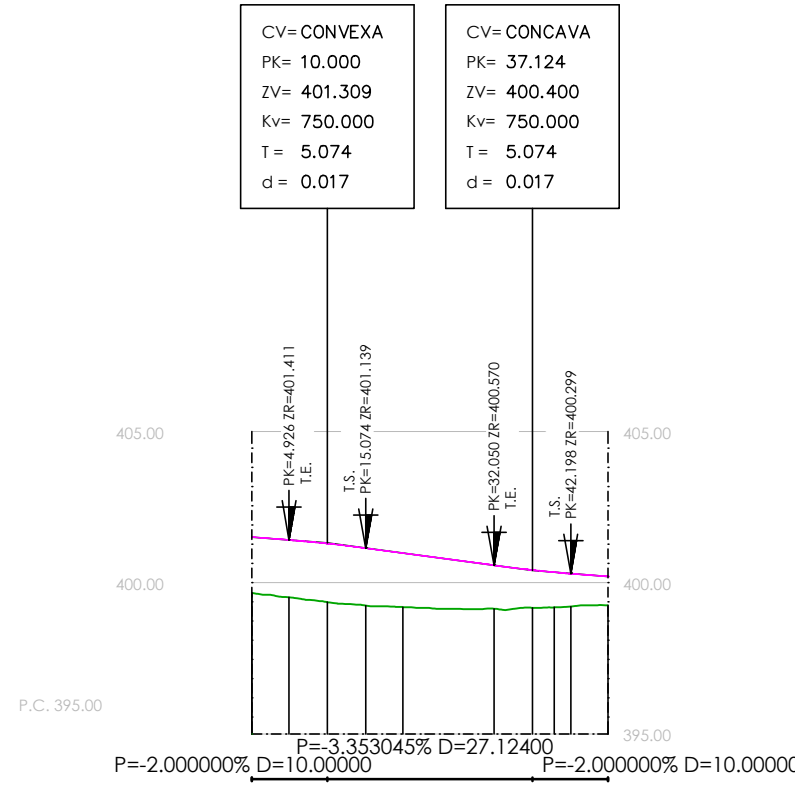 CV= CONVEXA
PK= 10.000
ZV= 401.309
Kv= 750.000
T = 5.074
d = 0.017
CV= CONCAVA
PK= 37.124
ZV= 400.400
Kv= 750.000
T = 5.074
d = 0.017
PK=4.926 ZR=401.411
T.E.
T.S.
PK=15.074 ZR=401.139
PK=32.050 ZR=400.570
T.E.
T.S.
PK=42.198 ZR=400.299
405.00
405.00
400.00
400.00
P.C. 395.00
395.00
P=-3.353045% D=27.12400
P=-2.000000% D=10.00000
P=-2.000000% D=10.00000